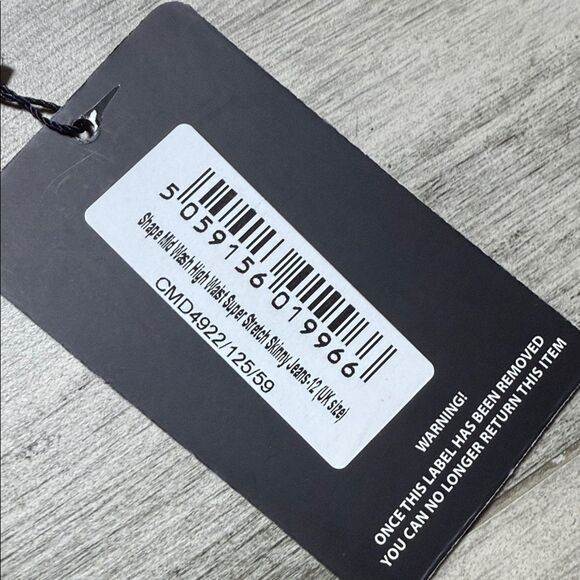 5 059156 019966
Shape Mid Wash High Waist Super Stretch Skinny Jeans-12 (UK size)
CMD4922/125/59
WARNING!
ONCE THIS LABEL HAS BEEN REMOVED
YOU CAN NO LONGER RETURN THIS ITEM